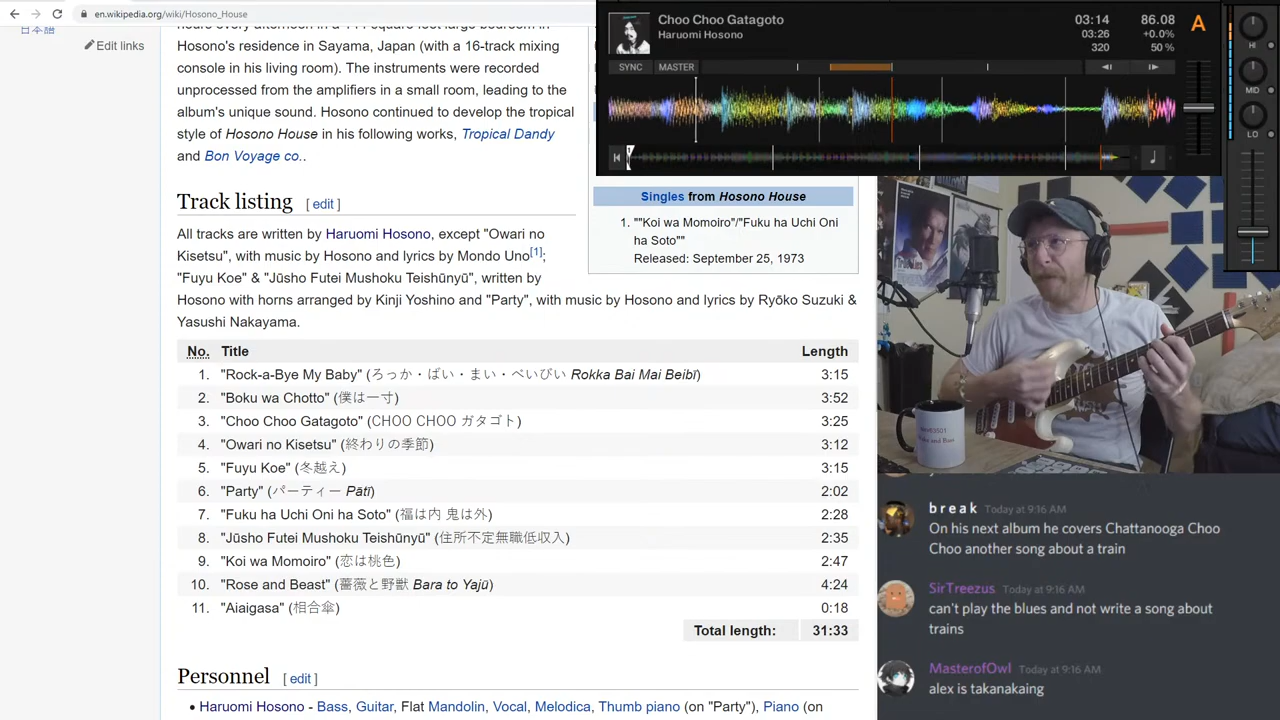 en.wikipedia.org/wiki/Hosono_House
日本語
Edit links
Hosono's residence in Sayama, Japan (with a 16-track mixing
console in his living room). The instruments were recorded
unprocessed from the amplifiers in a small room, leading to the
album's unique sound. Hosono continued to develop the tropical
style of Hosono House in his following works, Tropical Dandy
and Bon Voyage co..
Track listing [ edit ]
All tracks are written by Haruomi Hosono, except "Owari no
Kisetsu", with music by Hosono and lyrics by Mondo Uno[1];
"Fuyu Koe" & "Jūsho Futei Mushoku Teishūnyū", written by
Hosono with horns arranged by Kinji Yoshino and "Party", with music by Hosono and lyrics by Ryōko Suzuki &
Yasushi Nakayama.
No. Title Length
1. "Rock-a-Bye My Baby" (ろっか・ばい・まい・べいびい Rokka Bai Mai Beibī) 3:15
2. "Boku wa Chotto" (僕は一寸) 3:52
3. "Choo Choo Gatagoto" (CHOO CHOO ガタゴト) 3:25
4. "Owari no Kisetsu" (終わりの季節) 3:12
5. "Fuyu Koe" (冬越え) 3:15
6. "Party" (パーティー Pātī) 2:02
7. "Fuku ha Uchi Oni ha Soto" (福は内 鬼は外) 2:28
8. "Jūsho Futei Mushoku Teishūnyū" (住所不定無職低収入) 2:35
9. "Koi wa Momoiro" (恋は桃色) 2:47
10. "Rose and Beast" (薔薇と野獣 Bara to Yajū) 4:24
11. "Aiaigasa" (相合傘) 0:18
Total length: 31:33
Personnel [ edit ]
• Haruomi Hosono - Bass, Guitar, Flat Mandolin, Vocal, Melodica, Thumb piano (on "Party"), Piano (on
Singles from Hosono House
1. ""Koi wa Momoiro"/"Fuku ha Uchi Oni
ha Soto""
Released: September 25, 1973
Choo Choo Gatagoto
Haruomi Hosono
03:14 86.08
03:26 +0.0%
320 50 %
A
SYNC MASTER
HI
MID
LO
break Today at 9:16 AM
On his next album he covers Chattanooga Choo
Choo another song about a train
SirTreezus Today at 9:16 AM
can't play the blues and not write a song about
trains
MasterofOwl Today at 9:16 AM
alex is takanakaing